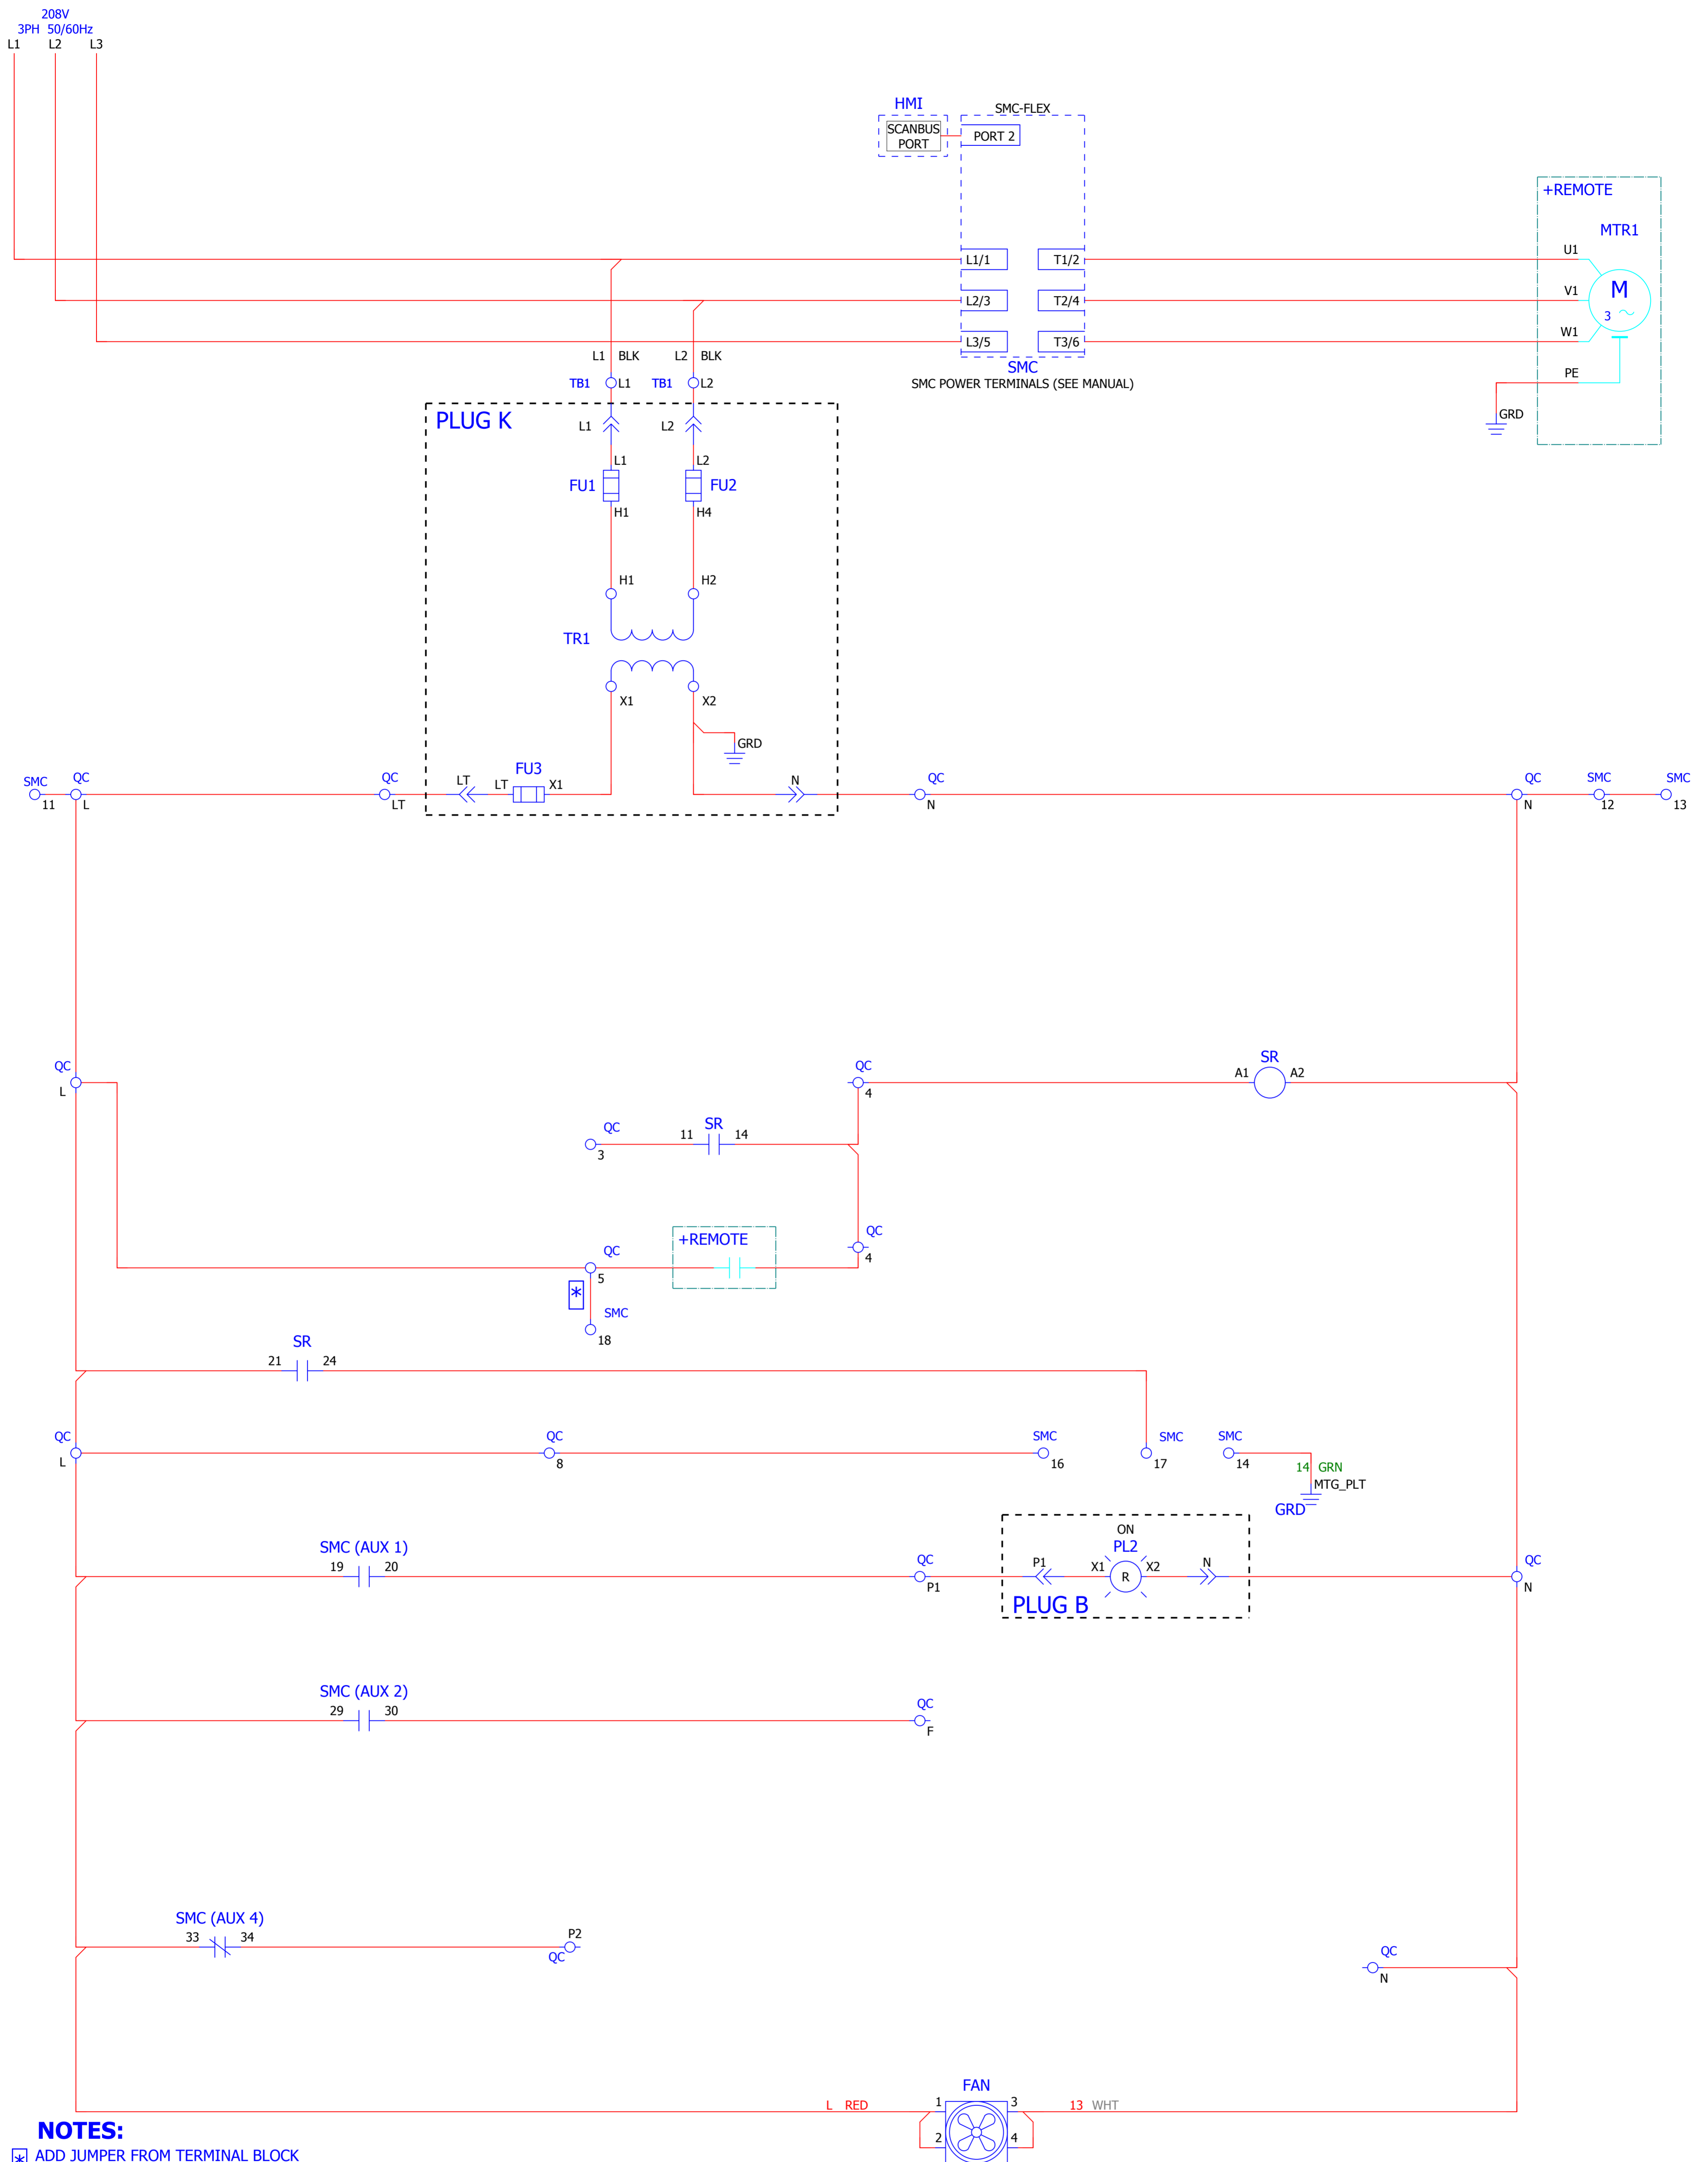 208V
3PH 50/60Hz
L1 L2 L3
HMI
SMC-FLEX
SCANBUS
PORT
PORT 2
+REMOTE
MTR1
L1/1 T1/2 U1
L2/3 T2/4 V1
M
3
L3/5 T3/6 W1
SMC
SMC POWER TERMINALS (SEE MANUAL)
PE
GRD
L1 BLK L2 BLK
TB1 L1 TB1 L2
PLUG K
L1 L2
L1 L2
FU1 FU2
H1 H4
H1 H2
TR1
X1 X2
GRD
SMC QC QC LT LT FU3 X1 N QC QC SMC SMC
11 L LT N N 12 13
QC QC SR
L 4 A1 A2
QC SR
3 11 14
+REMOTE
QC QC
5 4
*
SMC
18
SR
21 24
QC QC SMC SMC SMC
L 8 16 17 14
14 GRN
MTG_PLT
GRD
SMC (AUX 1)
19 20
QC
P1
ON
PL2
P1 X1 R X2 N
PLUG B
QC
N
SMC (AUX 2)
29 30
QC
F
SMC (AUX 4)
33 34
P2
QC
QC
N
FAN
L RED 1 3 13 WHT
2 4
NOTES:
* ADD JUMPER FROM TERMINAL BLOCK